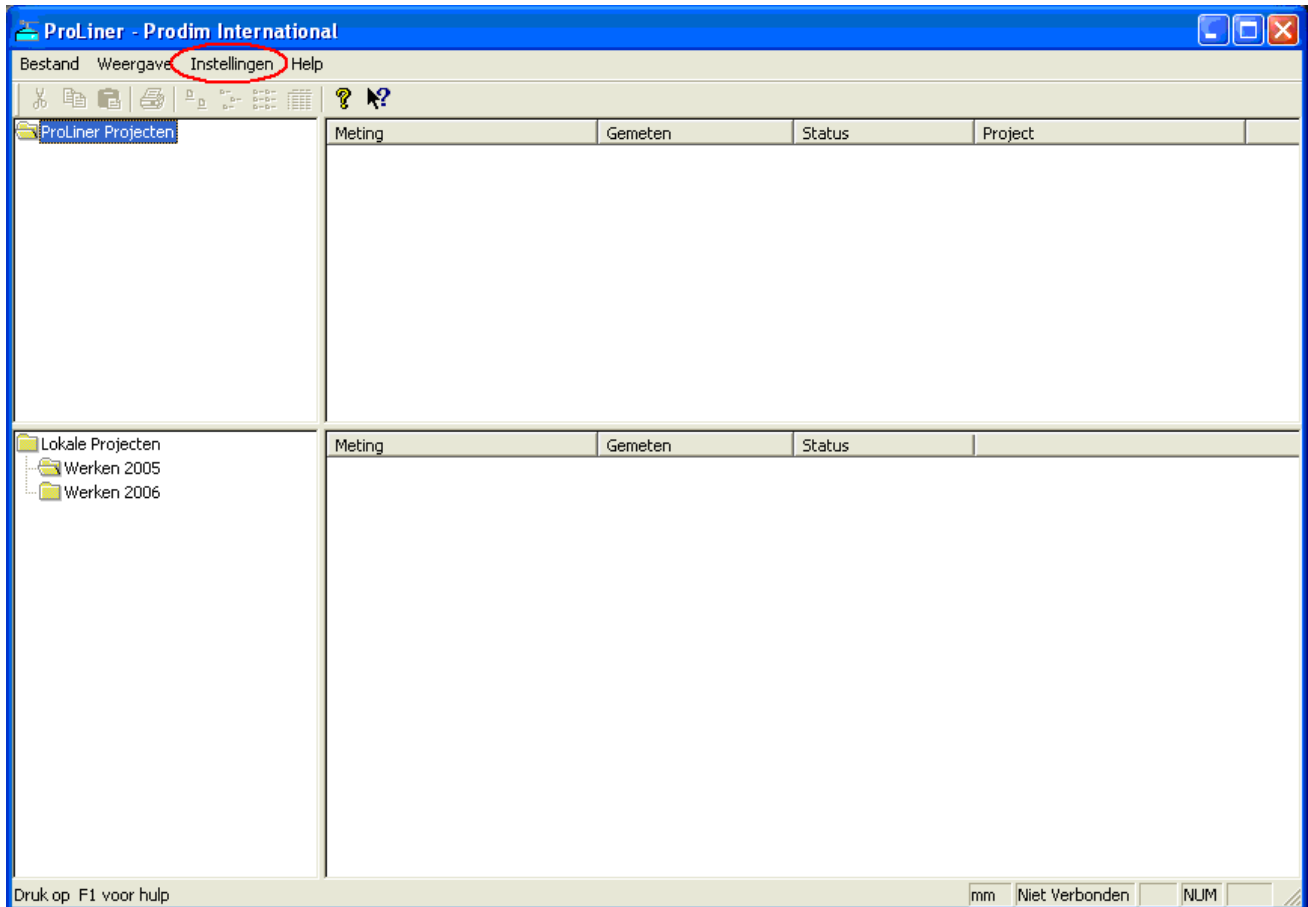 ProLiner - Prodim International
Bestand Weergave Instellingen Help
ProLiner Projecten
Meting Gemeten Status Project
Lokale Projecten
Werken 2005
Werken 2006
Meting Gemeten Status
Druk op F1 voor hulp
mm Niet Verbonden NUM